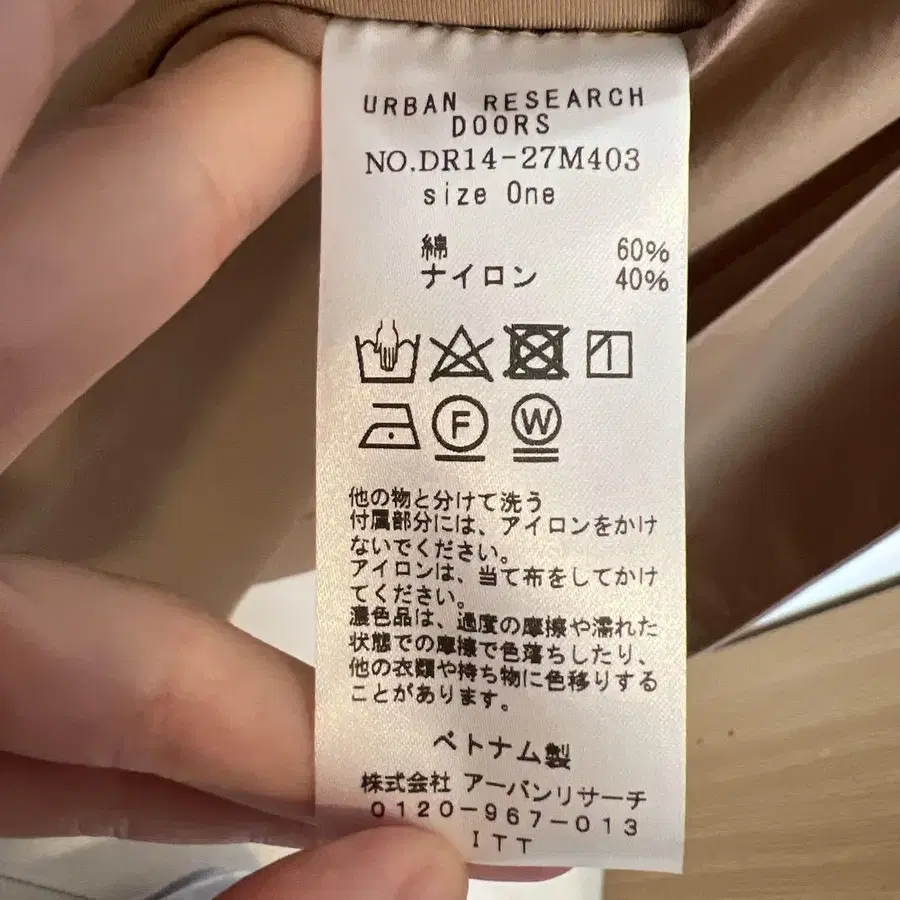 URBAN RESEARCH
DOORS
NO.DR14-27M403
size One
綿 60%
ナイロン 40%
F W
他の物と分けて洗う
付属部分には、アイロンをかけ
ないでください。
アイロンは、当て布をしてかけ
てください。
濃色品は、過度の摩擦や濡れた
状態での摩擦で色落ちしたり、
他の衣類や持ち物に色移りする
ことがあります。
ベトナム製
株式会社 アーバンリサーチ
0120-967-013
ITT